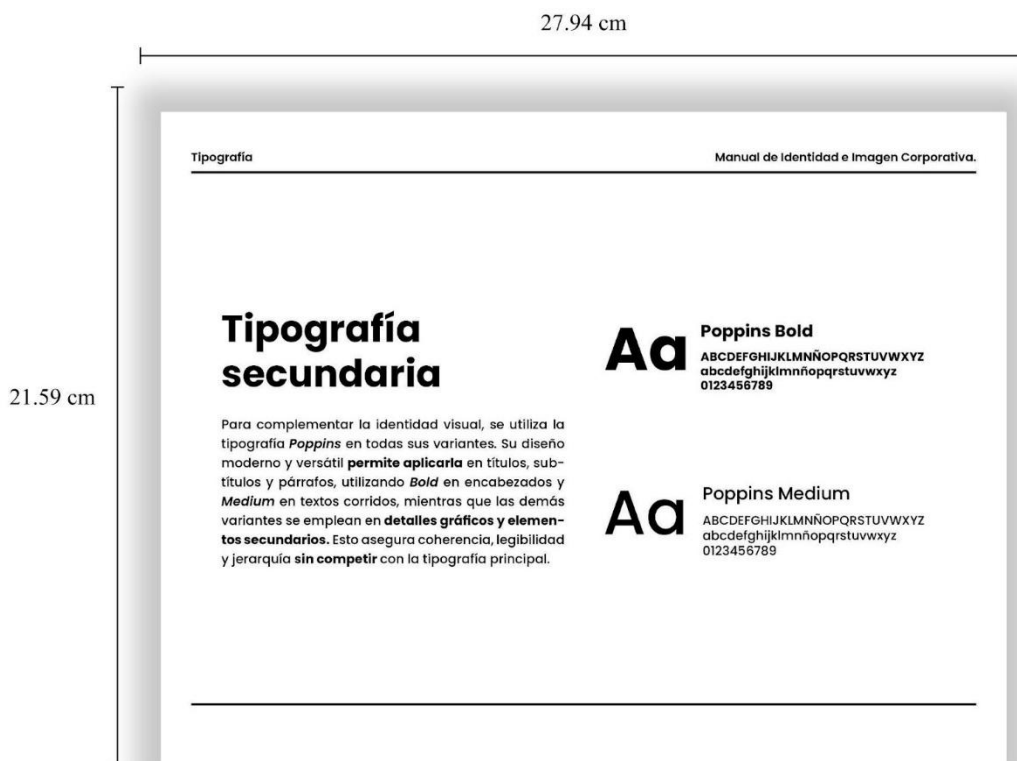 27.94 cm
21.59 cm
Tipografía
Manual de Identidad e Imagen Corporativa.
Tipografía
secundaria
Para complementar la identidad visual, se utiliza la
tipografía Poppins en todas sus variantes. Su diseño
moderno y versátil permite aplicarla en títulos, sub-
títulos y párrafos, utilizando Bold en encabezados y
Medium en textos corridos, mientras que las demás
variantes se emplean en detalles gráficos y elemen-
tos secundarios. Esto asegura coherencia, legibilidad
y jerarquía sin competir con la tipografía principal.
Aa
Poppins Bold
ABCDEFGHIJKLMNÑOPQRSTUVWXYZ
abcdefghijklmnñopqrstuvwxyz
0123456789
Aa
Poppins Medium
ABCDEFGHIJKLMNÑOPQRSTUVWXYZ
abcdefghijklmnñopqrstuvwxyz
0123456789